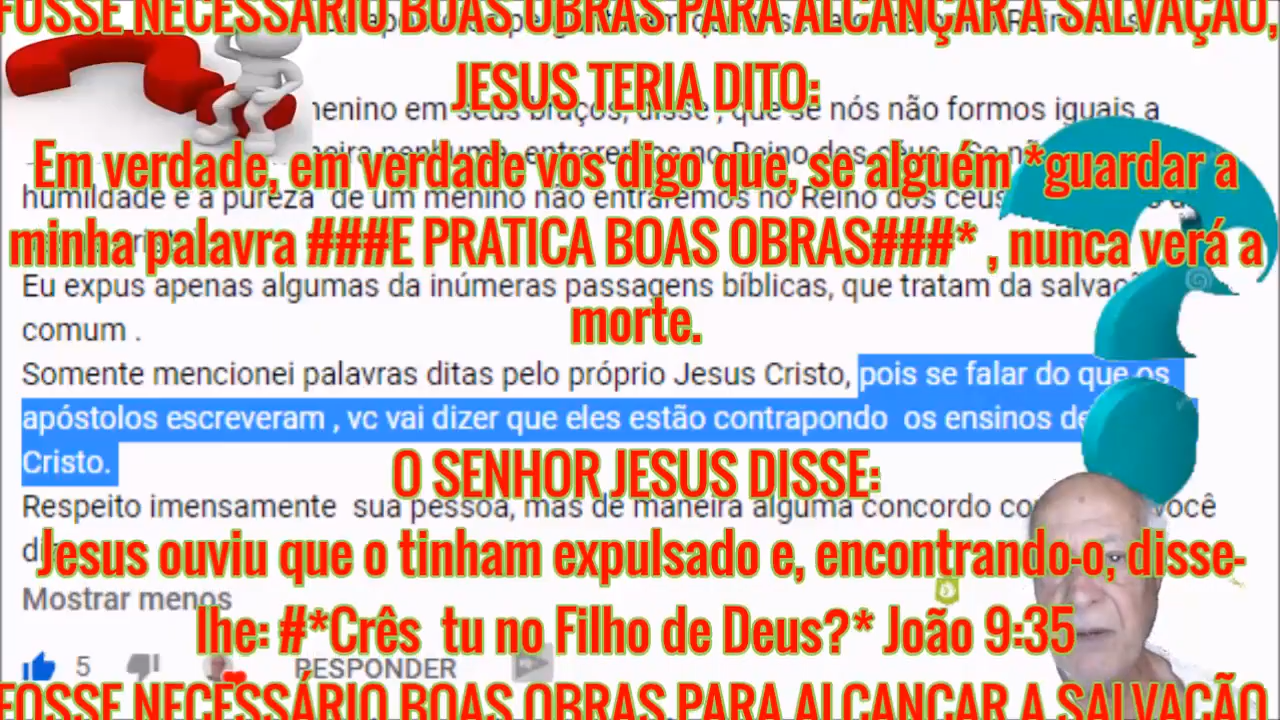 FOSSE NECESSÁRIO BOAS OBRAS PARA ALCANÇAR A SALVAÇÃO,
JESUS TERIA DITO:
menino em seus braços, disse , que se nós não formos iguais a
Em verdade, em verdade vos digo que, se alguém *guardar a
entraremos no Reino dos céus
humildade e a pureza de um menino não entraremos no Reino dos céus
minha palavra ###E PRATICA BOAS OBRAS###* , nunca verá a
Eu expus apenas algumas da inúmeras passagens bíblicas, que tratam da
morte.
comum .
Somente mencionei palavras ditas pelo próprio Jesus Cristo, pois se falar do que os
apóstolos escreveram , vc vai dizer que eles estão contrapondo os ensinos de
Cristo.
O SENHOR JESUS DISSE:
Respeito imensamente sua pessoa, mas de maneira alguma concordo você
Jesus ouviu que o tinham expulsado e, encontrando-o, disse-
Mostrar menos
lhe: #*Crês tu no Filho de Deus?* João 9:35
5 RESPONDER
FOSSE NECESSÁRIO BOAS OBRAS PARA ALCANÇAR A SALVAÇÃO,